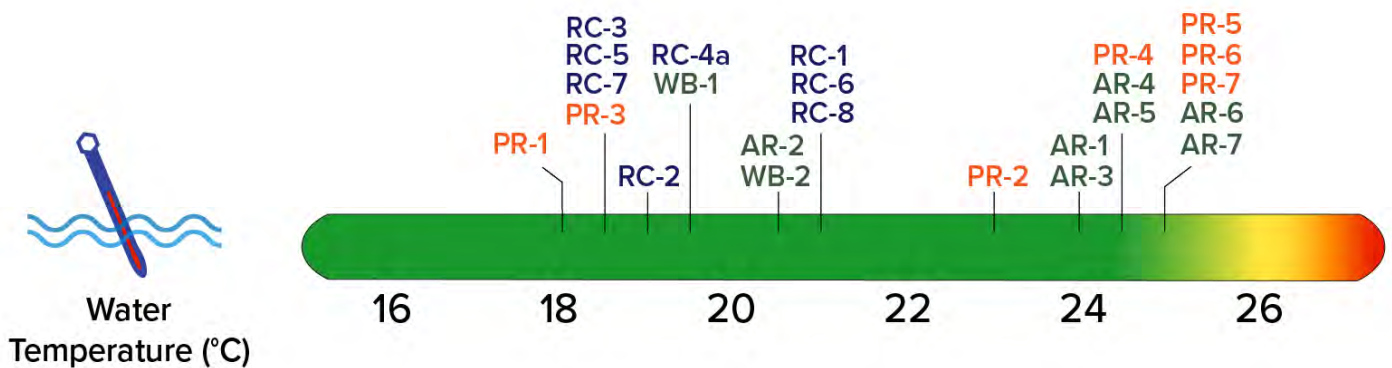 PR-1
RC-3
RC-5
RC-7
PR-3
RC-2
RC-4a
WB-1
AR-2
WB-2
RC-1
RC-6
RC-8
PR-2
AR-1
AR-3
PR-4
AR-4
AR-5
PR-5
PR-6
PR-7
AR-6
AR-7
Water
Temperature (°C)
16 18 20 22 24 26